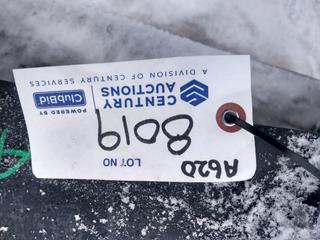 A620
LOT NO
8019
CENTURY
AUCTIONS
A DIVISION OF CENTURY SERVICES
POWERED BY
ClubBid